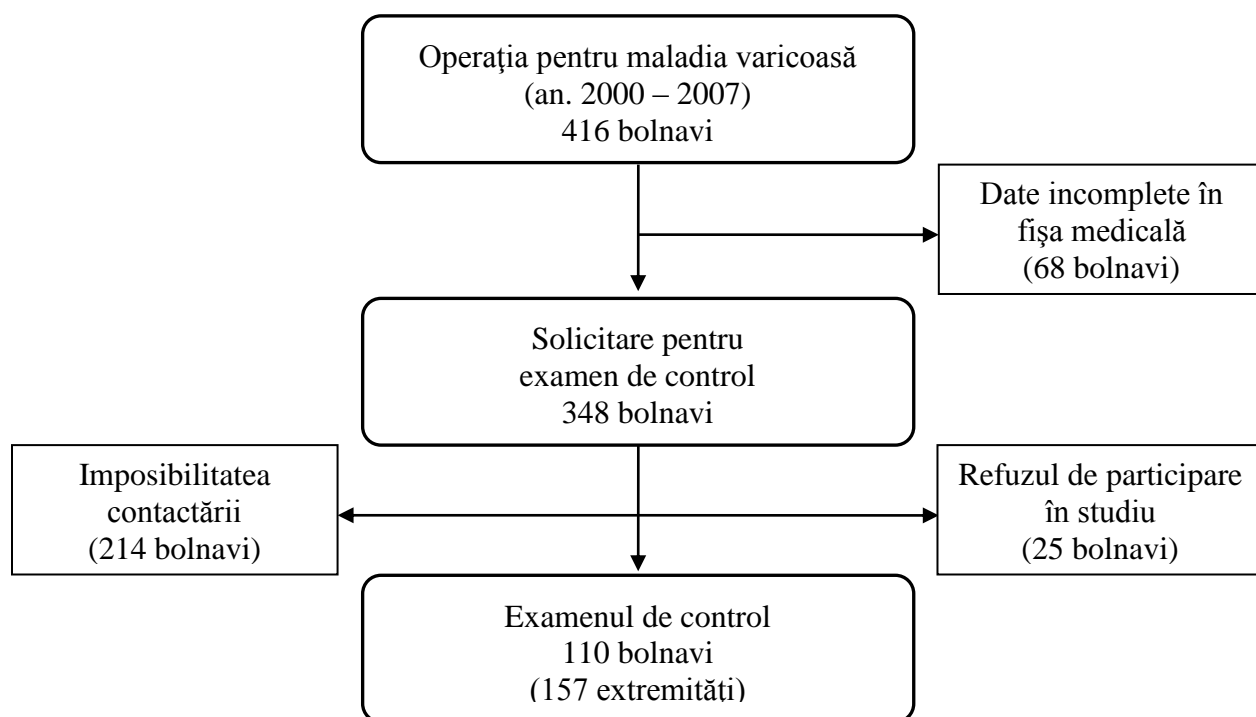 Operaţia pentru maladia varicoasă
(an. 2000 – 2007)
416 bolnavi
Date incomplete în
fişa medicală
(68 bolnavi)
Solicitare pentru
examen de control
348 bolnavi
Imposibilitatea
contactării
(214 bolnavi)
Refuzul de participare
în studiu
(25 bolnavi)
Examenul de control
110 bolnavi
(157 extremităţi)